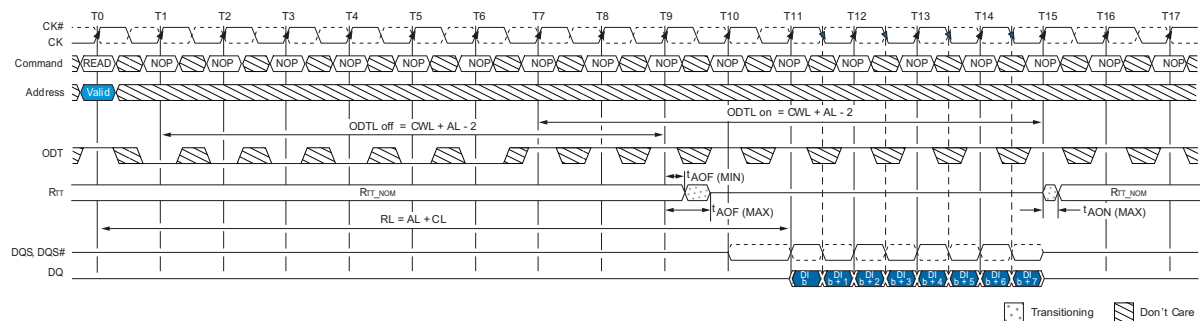 T0 T1 T2 T3 T4 T5 T6 T7 T8 T9 T10 T11 T12 T13 T14 T15 T16 T17
CK#
CK
Command READ NOP NOP NOP NOP NOP NOP NOP NOP NOP NOP NOP NOP NOP NOP NOP NOP NOP
Address Valid
ODTL off = CWL + AL - 2
ODTL on = CWL + AL - 2
ODT
tAOF (MIN)
RTT RTT_NOM RTT_NOM
RL = AL + CL
tAOF (MAX)
tAON (MAX)
DQS, DQS#
DQ DI b DI b + 1 DI b + 2 DI b + 3 DI b + 4 DI b + 5 DI b + 6 DI b + 7
Transitioning Don't Care